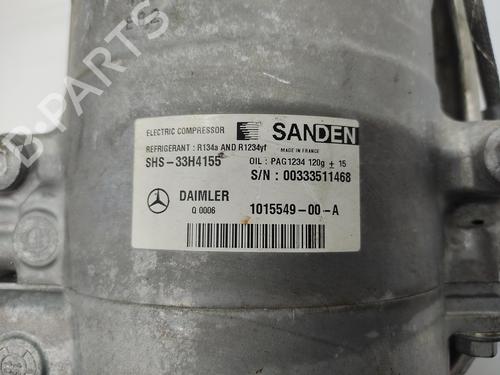 B-PARTS
ELECTRIC COMPRESSOR SANDEN
REFRIGERANT : R134a AND R1234yf MADE IN FRANCE
SHS-33H4155 OIL : PAG1234 120g ± 15
S/N : 00333511468
DAIMLER
Q 0006 1015549-00-A